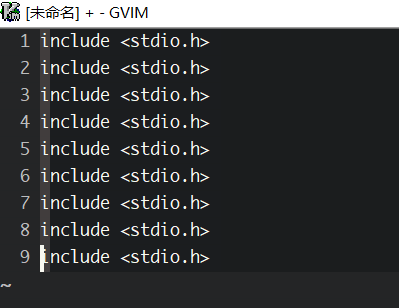 [未命名] + - GVIM
1 include <stdio.h>
2 include <stdio.h>
3 include <stdio.h>
4 include <stdio.h>
5 include <stdio.h>
6 include <stdio.h>
7 include <stdio.h>
8 include <stdio.h>
9 include <stdio.h>
~